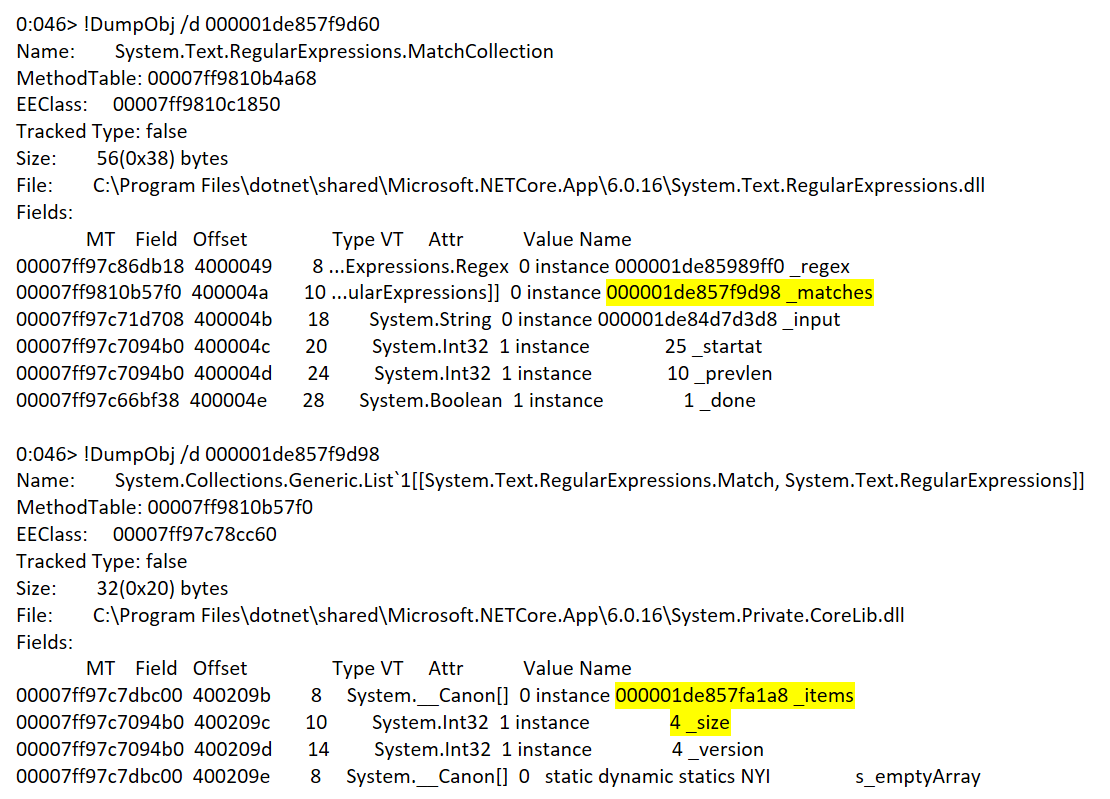 0:046> !DumpObj /d 000001de857f9d60
Name: System.Text.RegularExpressions.MatchCollection
MethodTable: 00007ff9810b4a68
EEClass: 00007ff9810c1850
Tracked Type: false
Size: 56(0x38) bytes
File: C:\Program Files\dotnet\shared\Microsoft.NETCore.App\6.0.16\System.Text.RegularExpressions.dll
Fields:
MT Field Offset Type VT Attr Value Name
00007ff97c86db18 4000049 8 ...Expressions.Regex 0 instance 000001de85989ff0 _regex
00007ff9810b57f0 400004a 10 ...ularExpressions]] 0 instance 000001de857f9d98 _matches
00007ff97c71d708 400004b 18 System.String 0 instance 000001de84d7d3d8 _input
00007ff97c7094b0 400004c 20 System.Int32 1 instance 25 _startat
00007ff97c7094b0 400004d 24 System.Int32 1 instance 10 _prevlen
00007ff97c66bf38 400004e 28 System.Boolean 1 instance 1 _done
0:046> !DumpObj /d 000001de857f9d98
Name: System.Collections.Generic.List`1[[System.Text.RegularExpressions.Match, System.Text.RegularExpressions]]
MethodTable: 00007ff9810b57f0
EEClass: 00007ff97c78cc60
Tracked Type: false
Size: 32(0x20) bytes
File: C:\Program Files\dotnet\shared\Microsoft.NETCore.App\6.0.16\System.Private.CoreLib.dll
Fields:
MT Field Offset Type VT Attr Value Name
00007ff97c7dbc00 400209b 8 System.__Canon[] 0 instance 000001de857fa1a8 _items
00007ff97c7094b0 400209c 10 System.Int32 1 instance 4 _size
00007ff97c7094b0 400209d 14 System.Int32 1 instance 4 _version
00007ff97c7dbc00 400209e 8 System.__Canon[] 0 static dynamic statics NYI s_emptyArray